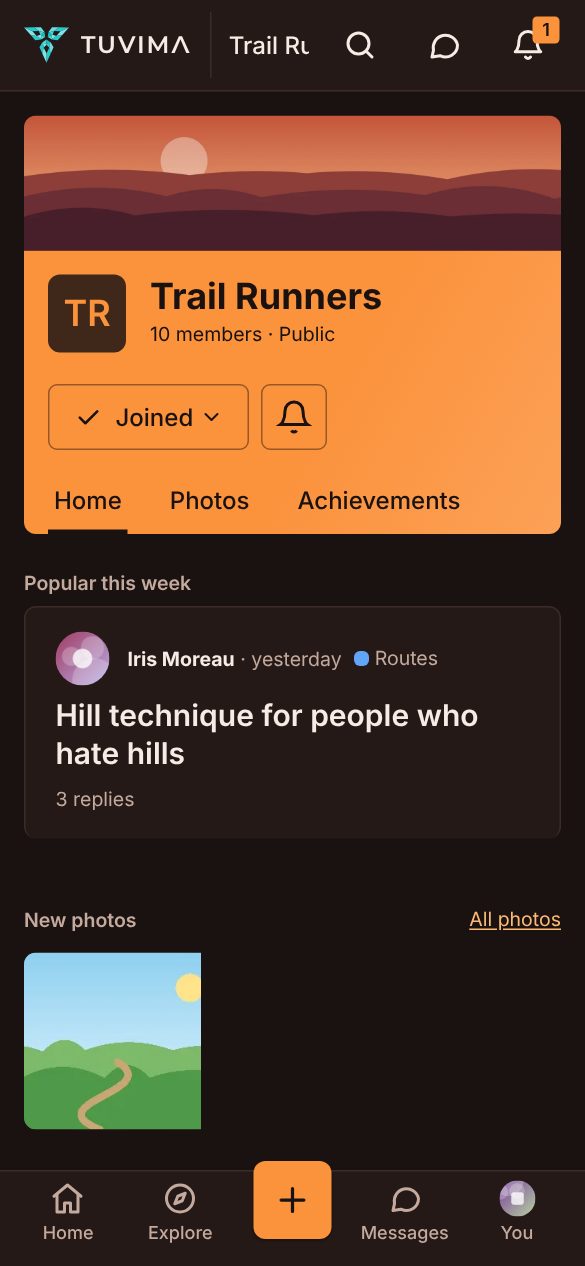 TUVIMA
Trail Ru
1
TR
Trail Runners
10 members · Public
Joined
Home Photos Achievements
Popular this week
Iris Moreau · yesterday Routes
Hill technique for people who
hate hills
3 replies
New photos All photos
Home Explore Messages You